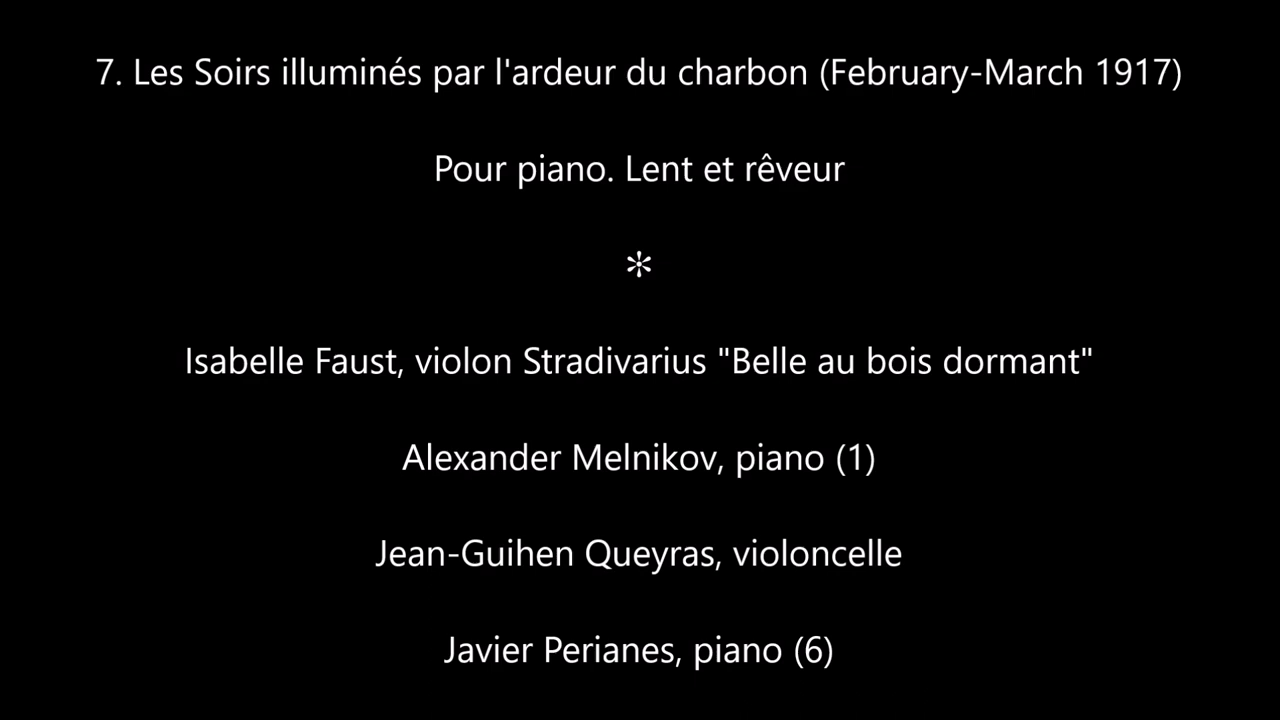 7. Les Soirs illuminés par l'ardeur du charbon (February-March 1917)
Pour piano. Lent et rêveur
*
Isabelle Faust, violon Stradivarius "Belle au bois dormant"
Alexander Melnikov, piano (1)
Jean-Guihen Queyras, violoncelle
Javier Perianes, piano (6)